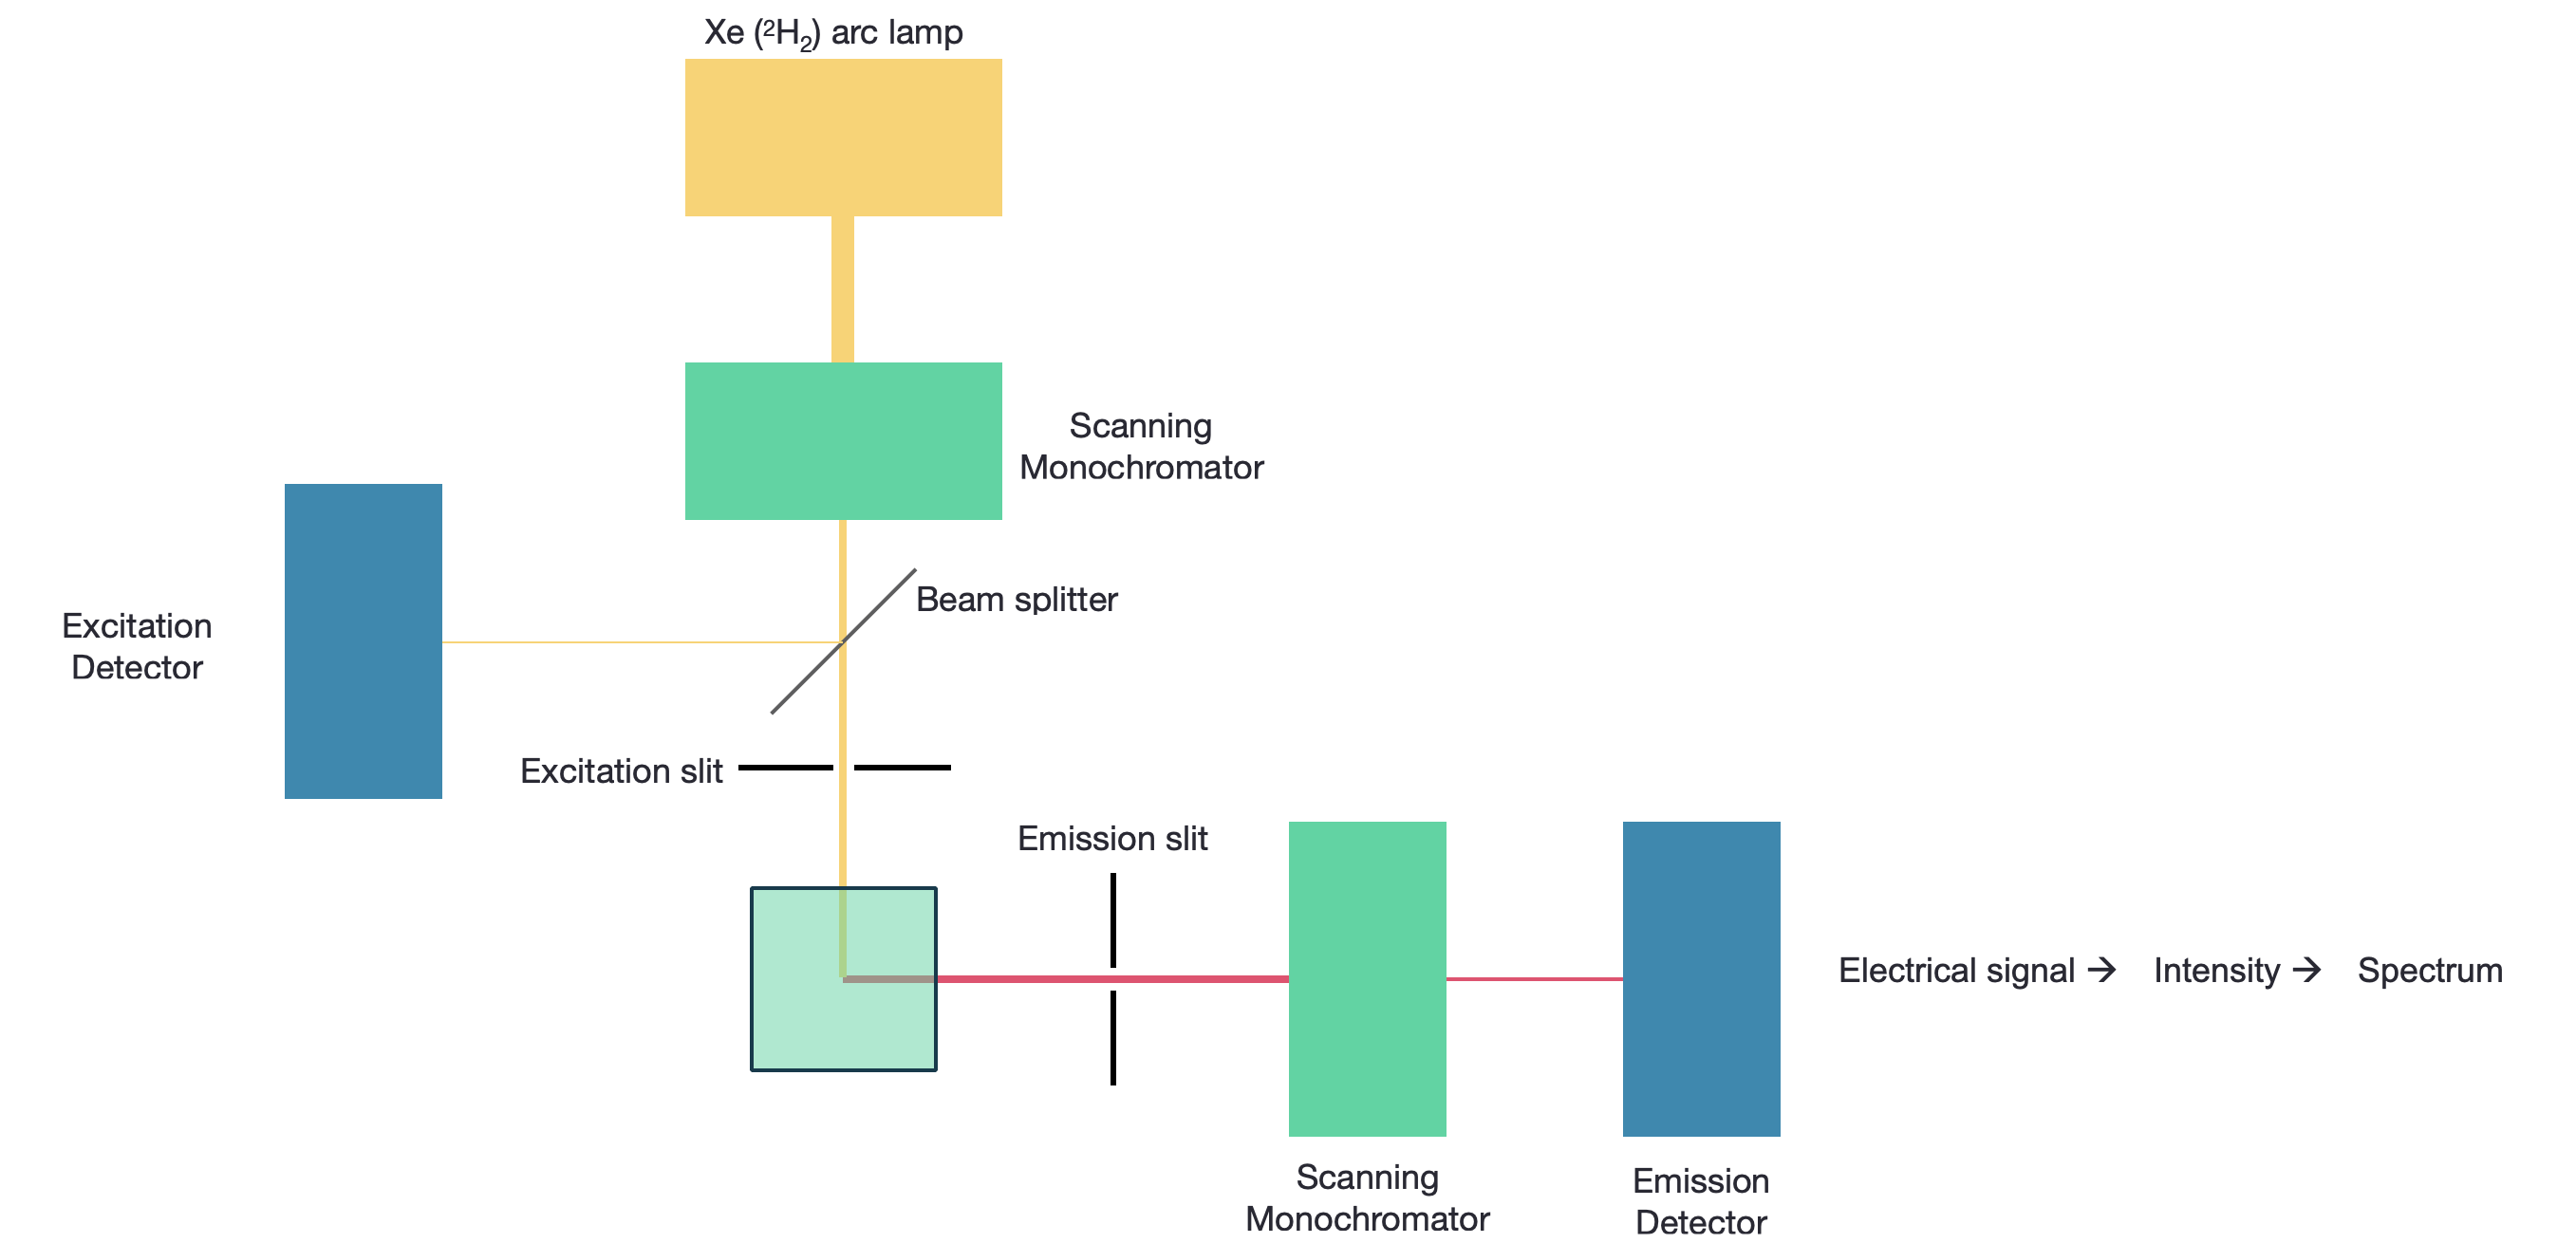 Xe (²H₂) arc lamp
Scanning
Monochromator
Beam splitter
Excitation
Detector
Excitation slit
Emission slit
Electrical signal → Intensity → Spectrum
Scanning
Monochromator
Emission
Detector